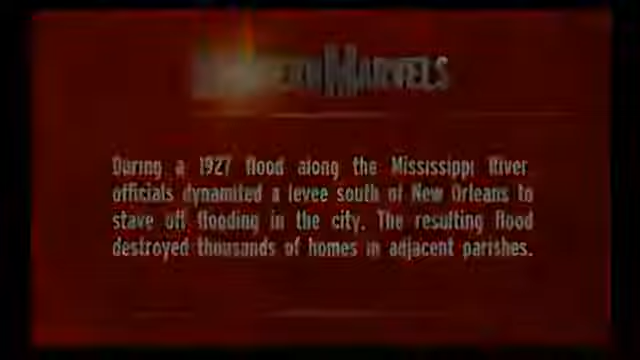 MODERN MARVELS
During a 1927 flood along the Mississippi River
officials dynamited a levee south of New Orleans to
stave off flooding in the city. The resulting flood
destroyed thousands of homes in adjacent parishes.